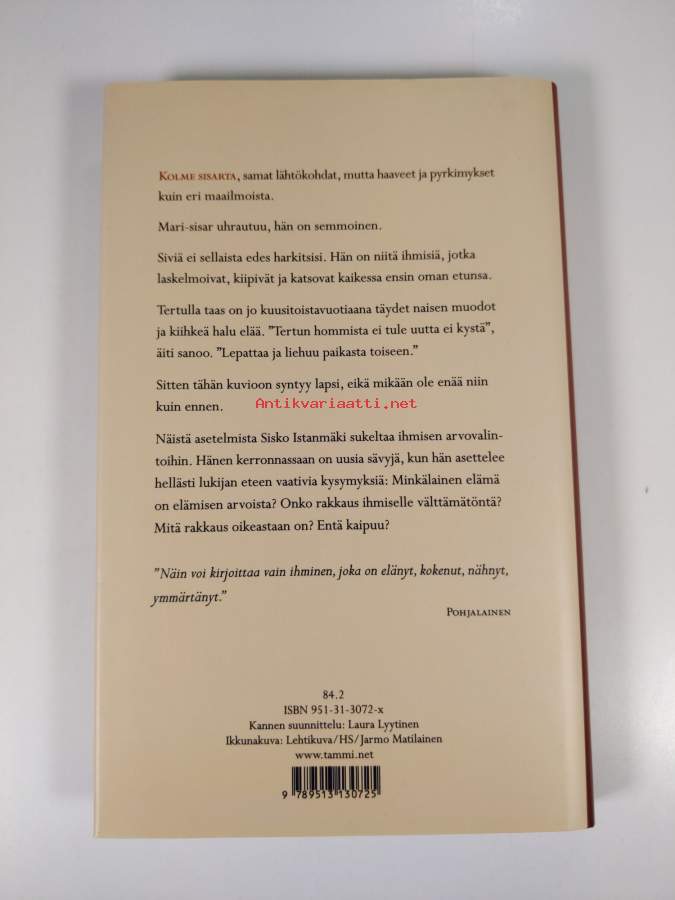 KOLME SISARTA, samat lähtökohdat, mutta haaveet ja pyrkimykset
kuin eri maailmoista.
Mari-sisar uhrautuu, hän on semmoinen.
Siviä ei sellaista edes harkitsisi. Hän on niitä ihmisiä, jotka
laskelmoivat, kiipivät ja katsovat kaikessa ensin oman etunsa.
Tertulla taas on jo kuusitoistavuotiaana täydet naisen muodot
ja kiihkeä halu elää. ”Tertun hommista ei tule uutta ei kystä”,
äiti sanoo. ”Lepattaa ja liehuu paikasta toiseen.”
Sitten tähän kuvioon syntyy lapsi, eikä mikään ole enää niin
kuin ennen.
Antikvariaatti.net
Näistä asetelmista Sisko Istanmäki sukeltaa ihmisen arvovalin-
toihin. Hänen kerronnassaan on uusia sävyjä, kun hän asettelee
hellästi lukijan eteen vaativia kysymyksiä: Minkälainen elämä
on elämisen arvoista? Onko rakkaus ihmiselle välttämätöntä?
Mitä rakkaus oikeastaan on? Entä kaipuu?
”Näin voi kirjoittaa vain ihminen, joka on elänyt, kokenut, nähnyt,
ymmärtänyt.”
POHJALAINEN
84.2
ISBN 951-31-3072-x
Kannen suunnittelu: Laura Lyytinen
Ikkunakuva: Lehtikuva/HS/Jarmo Matilainen
www.tammi.net
9 789513 130725